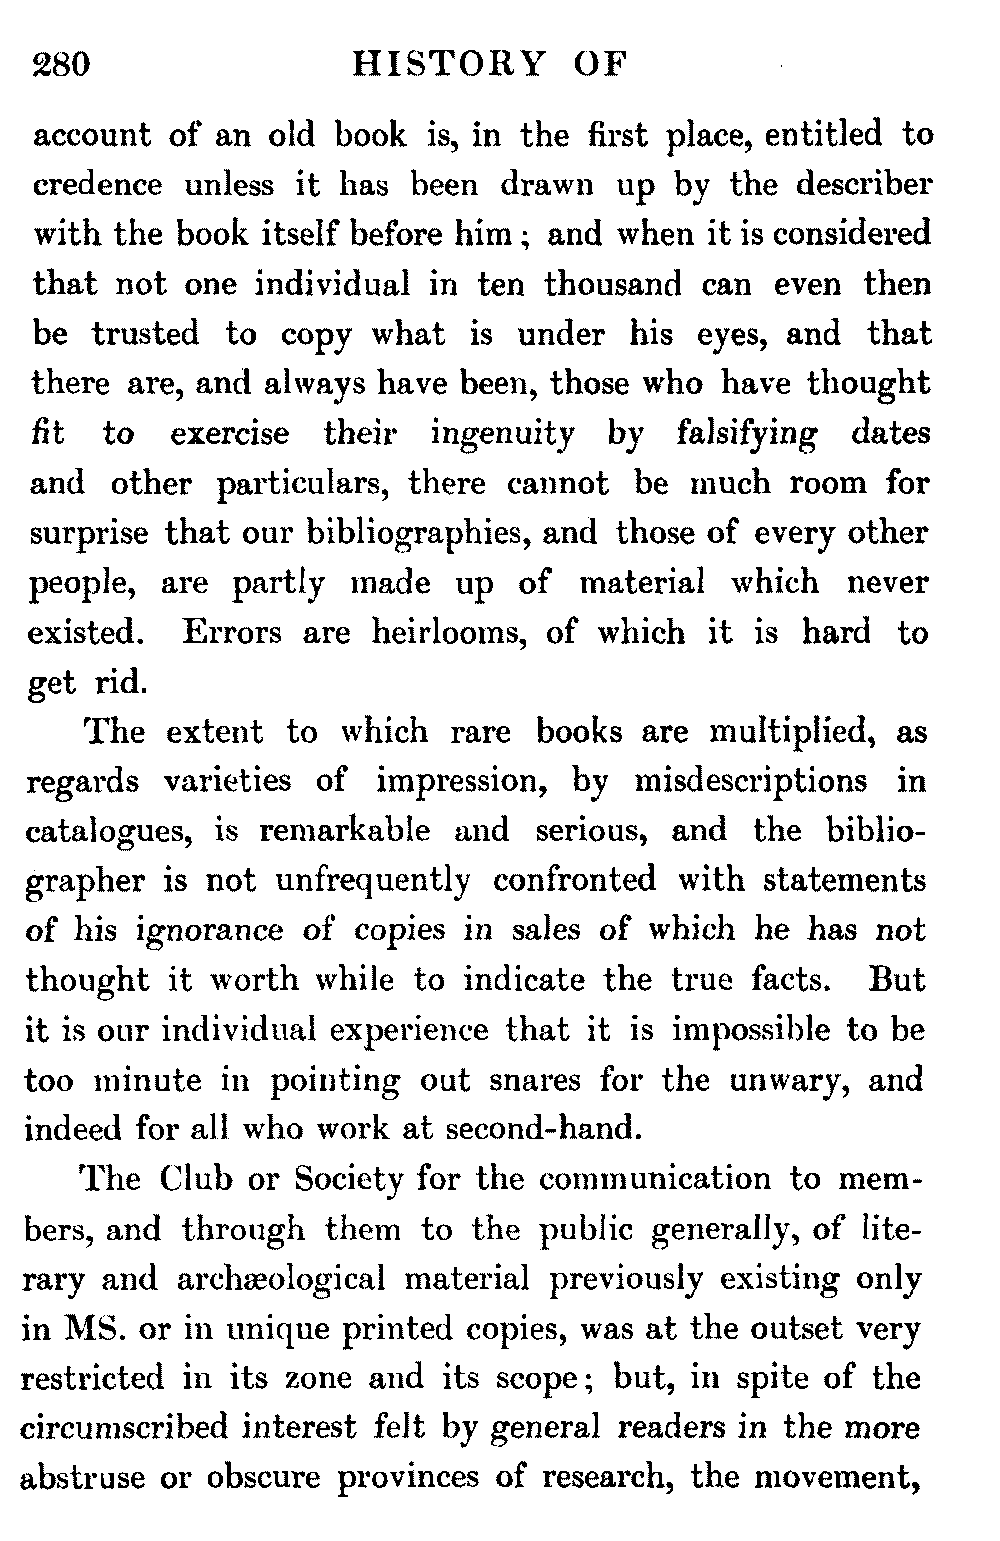 280 HISTORY OF
account of an old book is, in the first place, entitled to
credence unless it has been drawn up by the describer
with the book itself before him; and when it is considered
that not one individual in ten thousand can even then
be trusted to copy what is under his eyes, and that
there are, and always have been, those who have thought
fit to exercise their ingenuity by falsifying dates
and other particulars, there cannot be much room for
surprise that our bibliographies, and those of every other
people, are partly made up of material which never
existed. Errors are heirlooms, of which it is hard to
get rid.
The extent to which rare books are multiplied, as
regards varieties of impression, by misdescriptions in
catalogues, is remarkable and serious, and the biblio-
grapher is not unfrequently confronted with statements
of his ignorance of copies in sales of which he has not
thought it worth while to indicate the true facts. But
it is our individual experience that it is impossible to be
too minute in pointing out snares for the unwary, and
indeed for all who work at second-hand.
The Club or Society for the communication to mem-
bers, and through them to the public generally, of lite-
rary and archæological material previously existing only
in MS. or in unique printed copies, was at the outset very
restricted in its zone and its scope; but, in spite of the
circumscribed interest felt by general readers in the more
abstruse or obscure provinces of research, the movement,